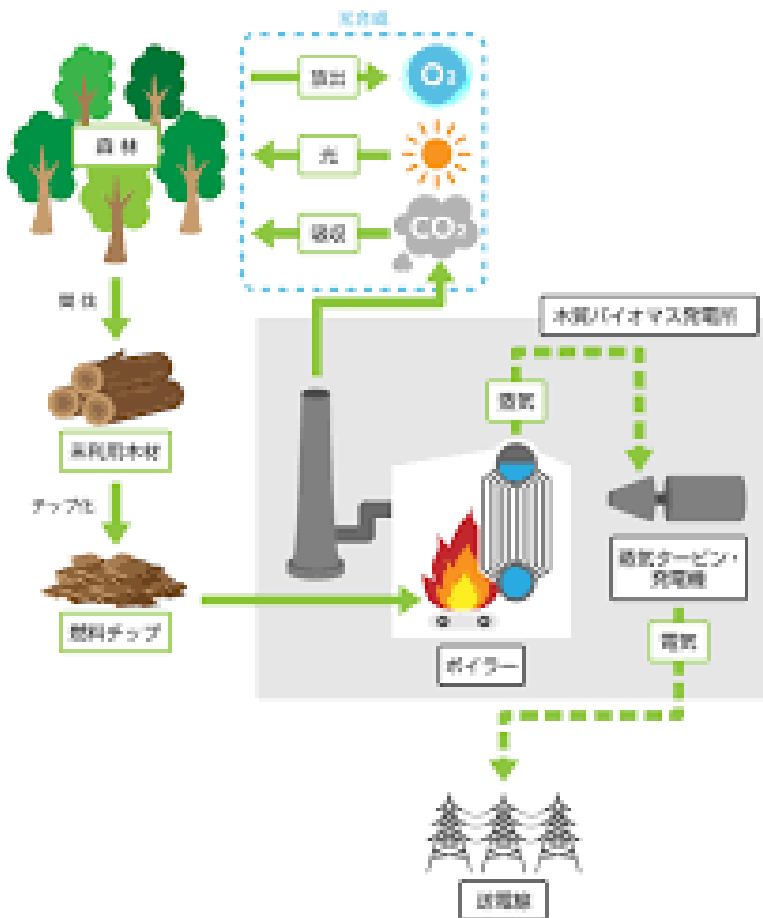 光合成
放出
O₂
森林
光
吸収
CO₂
間伐
木質バイオマス発電所
蒸気
未利用木材
チップ化
蒸気タービン・
発電機
燃料チップ
電気
ボイラー
送電線